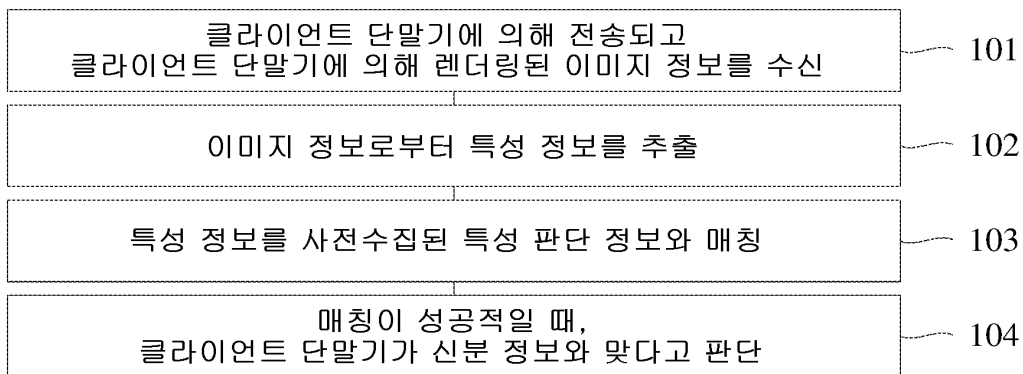 클라이언트 단말기에 의해 전송되고
클라이언트 단말기에 의해 렌더링된 이미지 정보를 수신
101
이미지 정보로부터 특성 정보를 추출
102
특성 정보를 사전수집된 특성 판단 정보와 매칭
103
매칭이 성공적일 때,
클라이언트 단말기가 신분 정보와 맞다고 판단
104